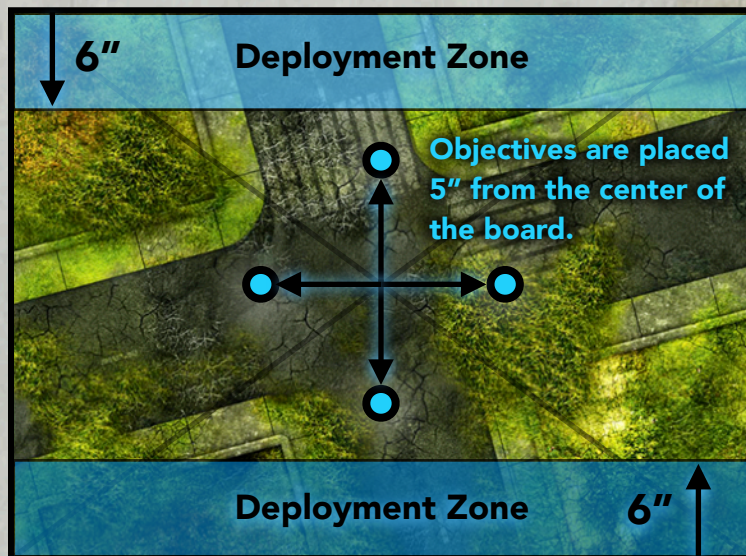 6”
Deployment Zone
Objectives are placed
5” from the center of
the board.
Deployment Zone
6”